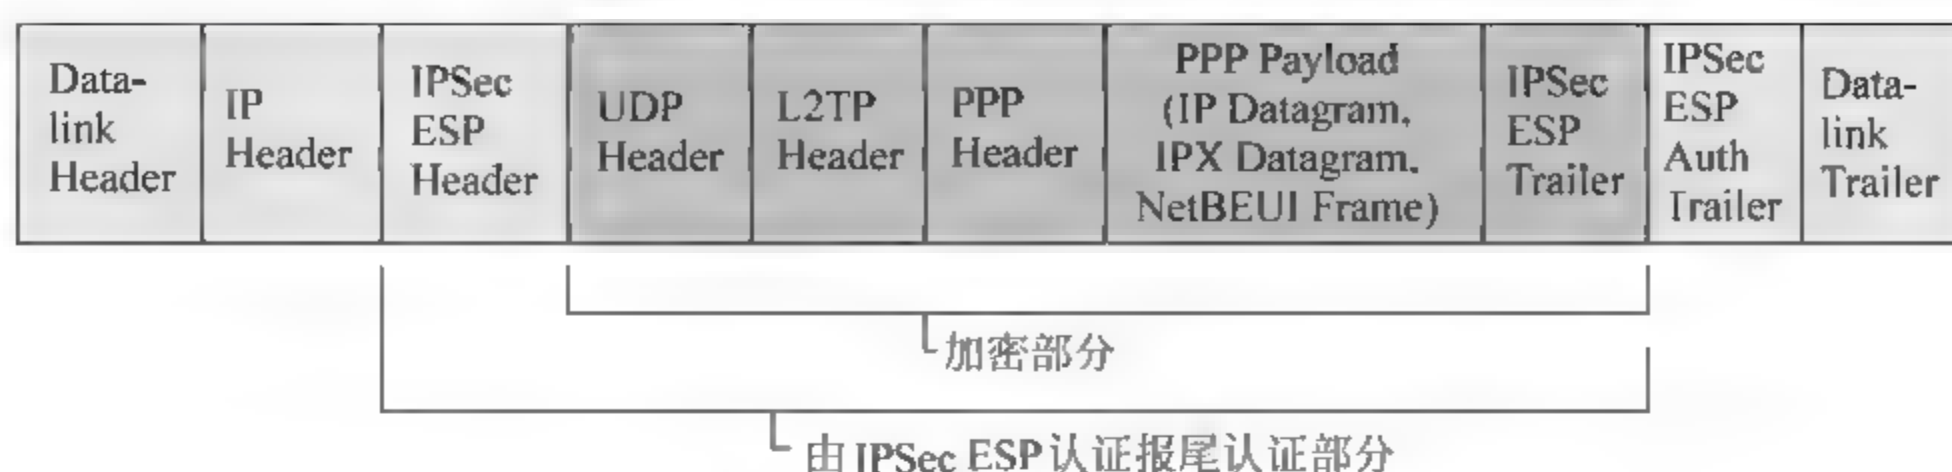 Data-
link
Header
IP
Header
IPSec
ESP
Header
UDP
Header
L2TP
Header
PPP
Header
PPP Payload
(IP Datagram,
IPX Datagram,
NetBEUI Frame)
IPSec
ESP
Trailer
IPSec
ESP
Auth
Trailer
Data-
link
Trailer
加密部分
由IPSec ESP认证报尾认证部分